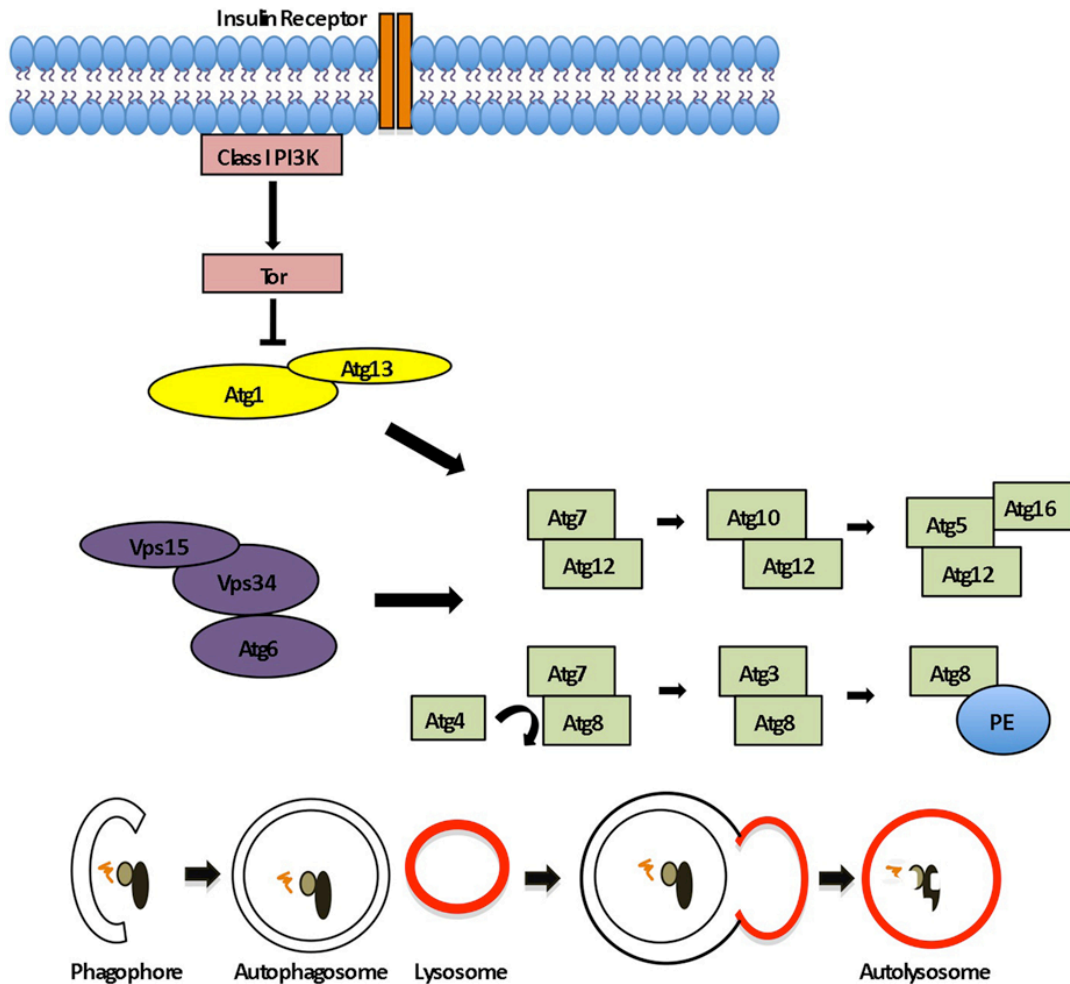 Insulin Receptor
Class I PI3K
Tor
Atg13
Atg1
Atg7
Atg12
Atg10
Atg12
Atg16
Atg5
Atg12
Vps15
Vps34
Atg6
Atg4
Atg7
Atg8
Atg3
Atg8
Atg8
PE
Phagophore
Autophagosome
Lysosome
Autolysosome